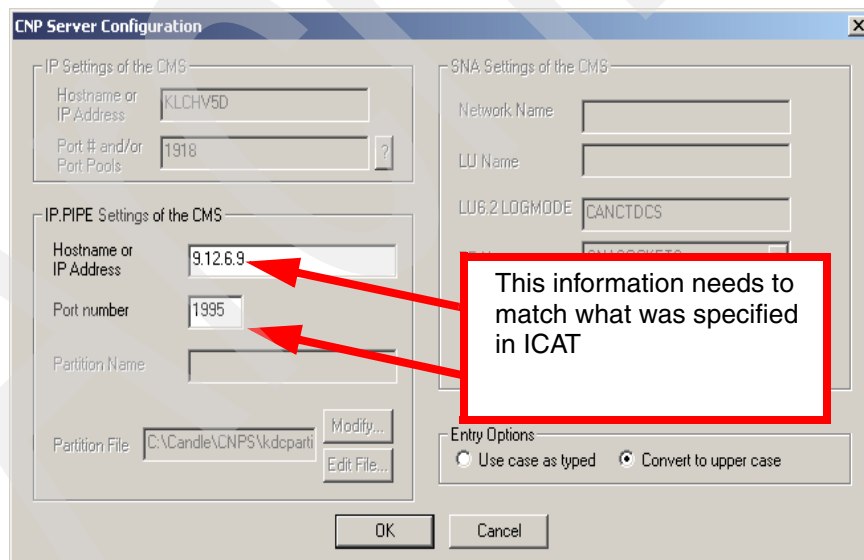 CNP Server Configuration
IP Settings of the CMS
Hostname or
IP Address
KLCHV5D
Port # and/or
Port Pools
1918
?
IP.PIPE Settings of the CMS
Hostname or
IP Address
9.12.6.9
Port number
1995
Partition Name
Partition File
C:\Candle\CNPS\kdcparti
Modify...
Edit File...
SNA Settings of the CMS
Network Name
LU Name
LU6.2 LOGMODE
CANCTDCS
This information needs to
match what was specified
in ICAT
Entry Options
Use case as typed
Convert to upper case
OK
Cancel